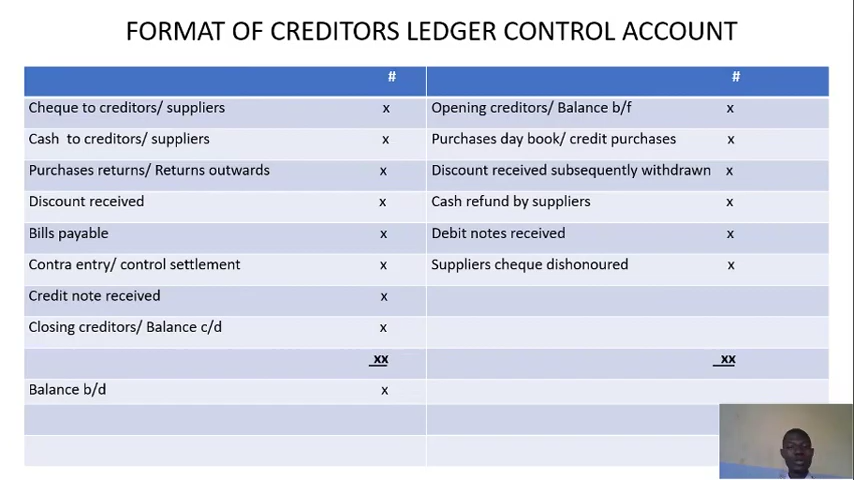 FORMAT OF CREDITORS LEDGER CONTROL ACCOUNT
# #
Cheque to creditors/ suppliers x Opening creditors/ Balance b/f x
Cash to creditors/ suppliers x Purchases day book/ credit purchases x
Purchases returns/ Returns outwards x Discount received subsequently withdrawn x
Discount received x Cash refund by suppliers x
Bills payable x Debit notes received x
Contra entry/ control settlement x Suppliers cheque dishonoured x
Credit note received x
Closing creditors/ Balance c/d x
xx xx
Balance b/d x